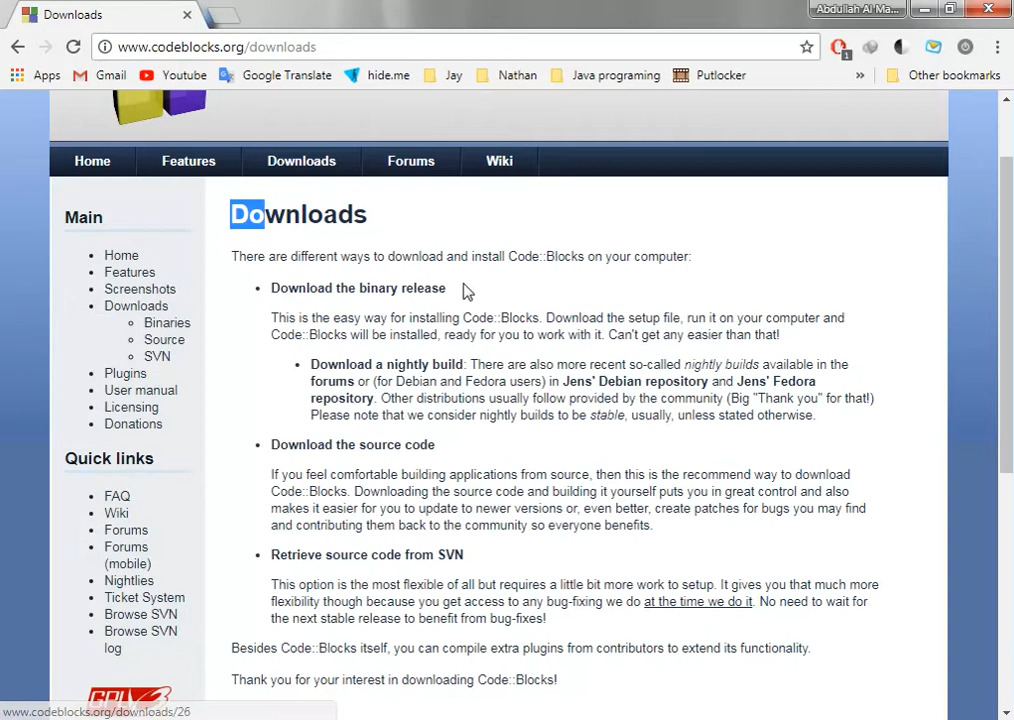 Downloads
Abdullah Al Ma...
www.codeblocks.org/downloads
1
Apps
Gmail
Youtube
Google Translate
hide.me
Jay
Nathan
Java programing
Putlocker
»
Other bookmarks
Home
Features
Downloads
Forums
Wiki
Main
Home
Features
Screenshots
Downloads
Binaries
Source
SVN
Plugins
User manual
Licensing
Donations
Quick links
FAQ
Wiki
Forums
Forums
(mobile)
Nightlies
Ticket System
Browse SVN
Browse SVN
log
GPLv3
Downloads
There are different ways to download and install Code::Blocks on your computer:
Download the binary release
This is the easy way for installing Code::Blocks. Download the setup file, run it on your computer and
Code::Blocks will be installed, ready for you to work with it. Can't get any easier than that!
Download a nightly build: There are also more recent so-called nightly builds available in the
forums or (for Debian and Fedora users) in Jens' Debian repository and Jens' Fedora
repository. Other distributions usually follow provided by the community (Big "Thank you" for that!)
Please note that we consider nightly builds to be stable, usually, unless stated otherwise.
Download the source code
If you feel comfortable building applications from source, then this is the recommend way to download
Code::Blocks. Downloading the source code and building it yourself puts you in great control and also
makes it easier for you to update to newer versions or, even better, create patches for bugs you may find
and contributing them back to the community so everyone benefits.
Retrieve source code from SVN
This option is the most flexible of all but requires a little bit more work to setup. It gives you that much more
flexibility though because you get access to any bug-fixing we do at the time we do it. No need to wait for
the next stable release to benefit from bug-fixes!
Besides Code::Blocks itself, you can compile extra plugins from contributors to extend its functionality.
Thank you for your interest in downloading Code::Blocks!
www.codeblocks.org/downloads/26